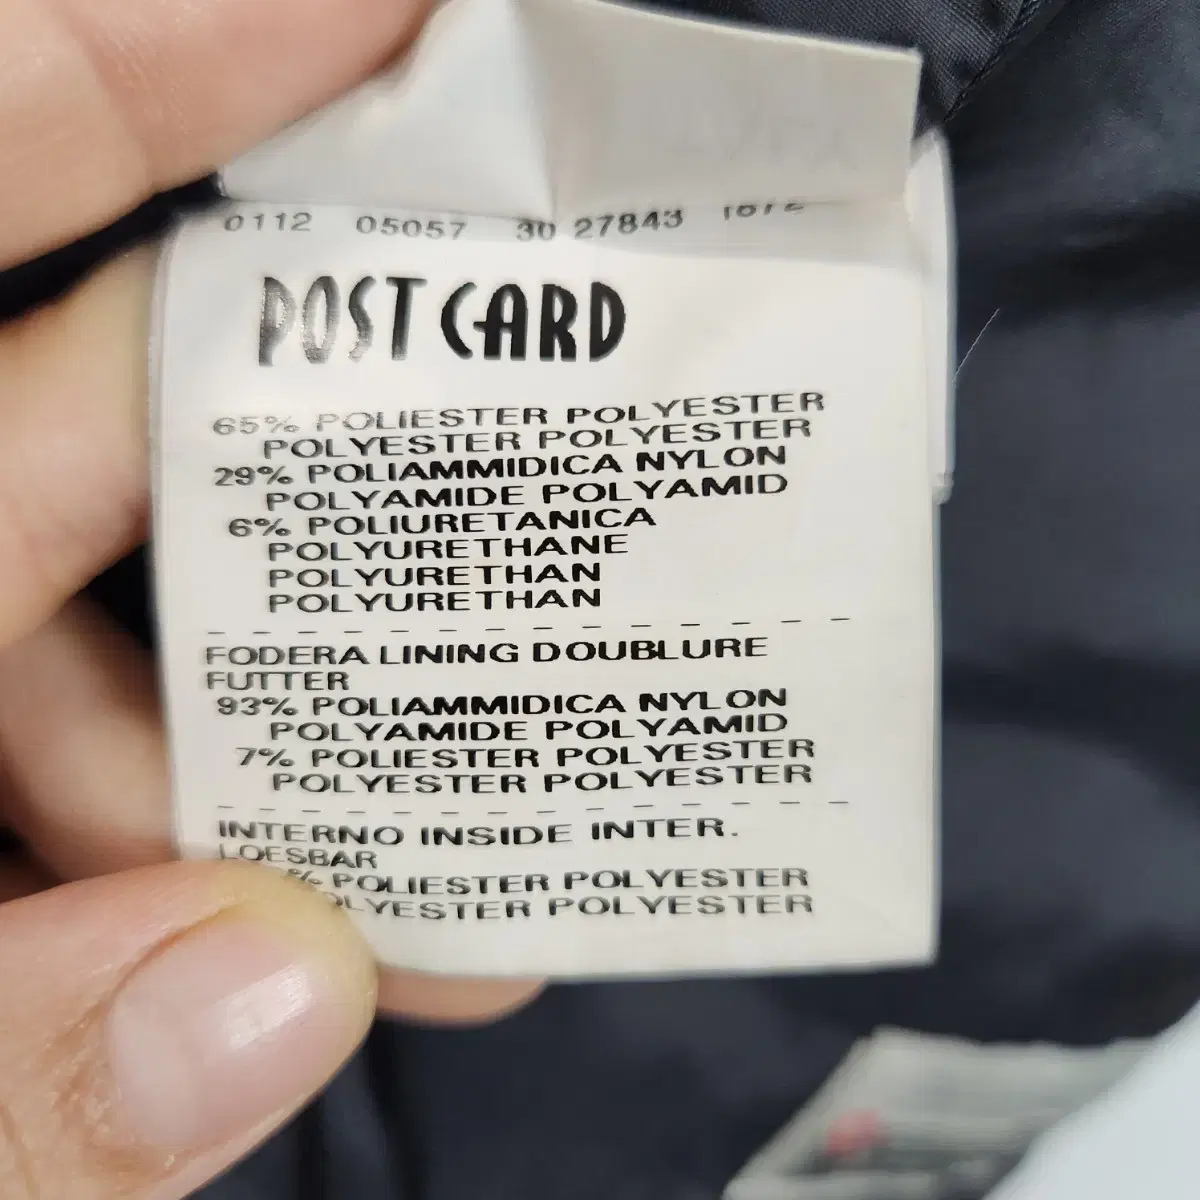 0112 05057 30 27843
POST CARD
65% POLIESTER POLYESTER
POLYESTER POLYESTER
29% POLIAMMIDICA NYLON
POLYAMIDE POLYAMID
6% POLIURETANICA
POLYURETHANE
POLYURETHAN
POLYURETHAN
FODERA LINING DOUBLURE
FUTTER
93% POLIAMMIDICA NYLON
POLYAMIDE POLYAMID
7% POLIESTER POLYESTER
POLYESTER POLYESTER
INTERNO INSIDE INTER.
LOESBAR
% POLIESTER POLYESTER
POLYESTER